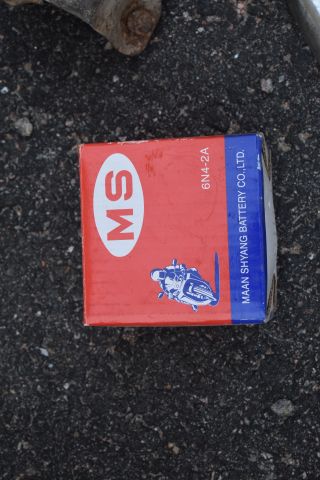 MS
6N4-2A
MAAN SHYANG BATTERY CO.,LTD.